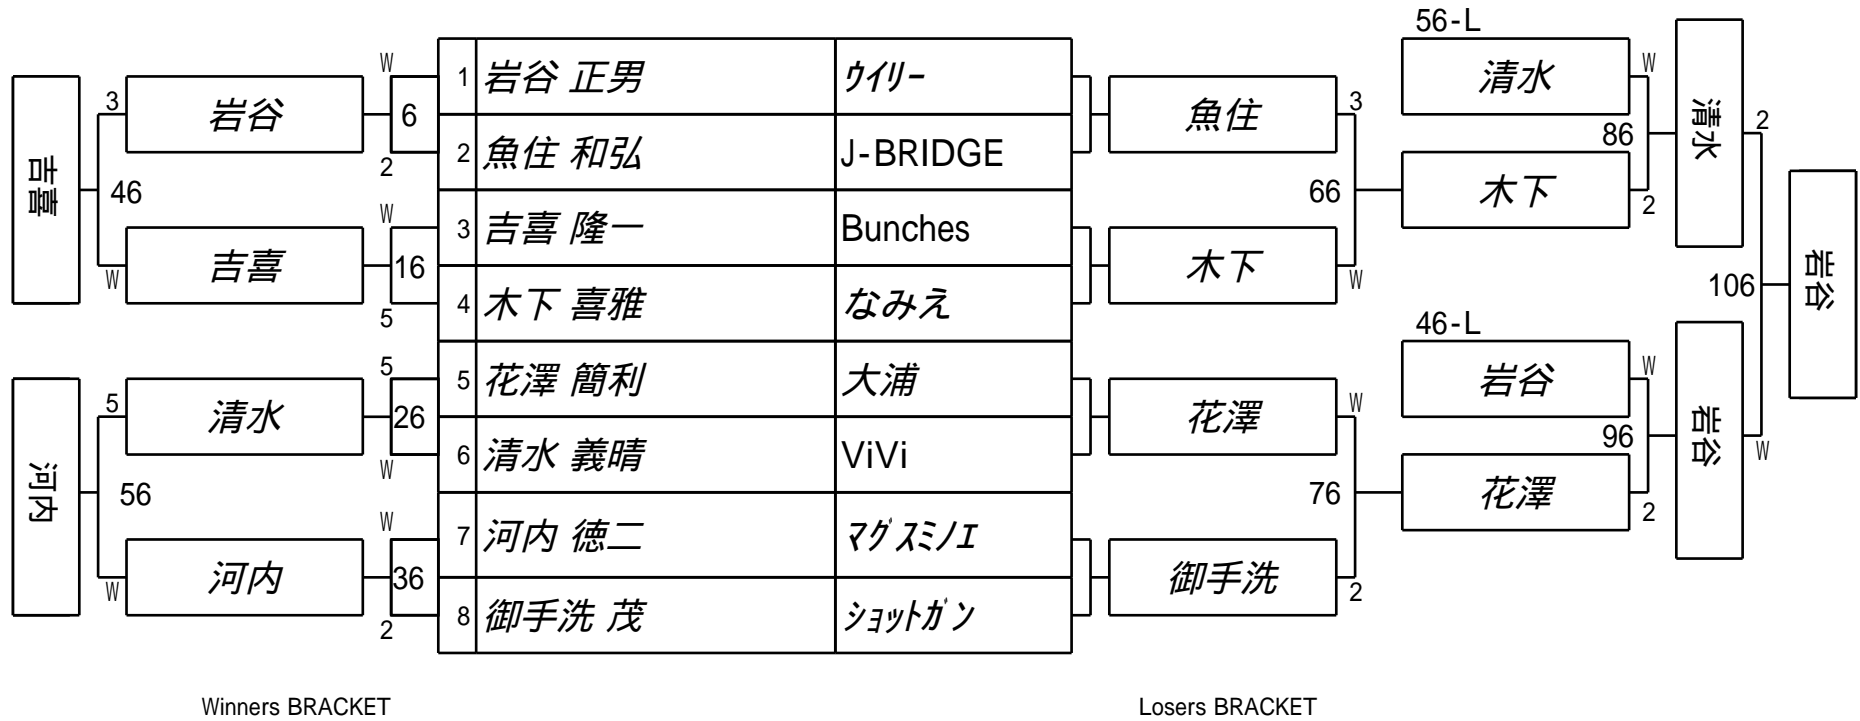 56-L
W
1 岩谷 正男 ウイリー
W
清水
W
3 岩谷 6 魚住 3 清水 2
2 魚住 和弘 J-BRIDGE
86
2
吉喜 46 66 木下
W
3 吉喜 隆一 Bunches
2
吉喜 16 木下
W
W
4 木下 喜雅 なみえ
106 岩谷
5
46-L
5
5 花澤 簡利 大浦
岩谷
W
5 清水 26 花澤 W
6 清水 義晴 ViVi
96 岩谷 W
W
河内 56 76 花澤
W
7 河内 徳二 マグスミノエ
2
河内 36 御手洗
W
2
8 御手洗 茂 ショットガン
2
Winners BRACKET Losers BRACKET